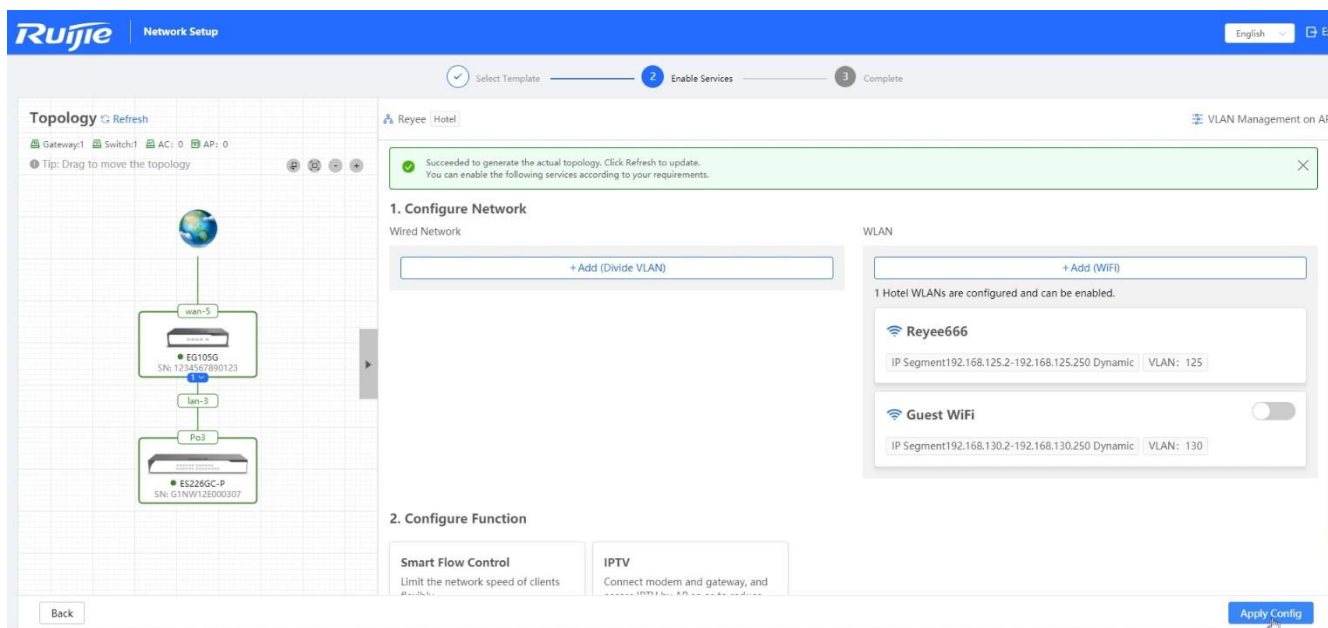 Ruijie
Network Setup
English
Select Template
2 Enable Services
3 Complete
Topology Refresh
Gateway:1 Switch:1 AC: 0 AP: 0
Tip: Drag to move the topology
wan-5
EG105G
SN: 1234567890123
1
lan-3
Po3
ES226GC-P
SN: G1NW12E000307
Reyee Hotel
VLAN Management on AP
Succeeded to generate the actual topology. Click Refresh to update.
You can enable the following services according to your requirements.
1. Configure Network
Wired Network
+Add (Divide VLAN)
WLAN
+Add (WiFi)
1 Hotel WLANs are configured and can be enabled.
Reyee666
IP Segment192.168.125.2-192.168.125.250 Dynamic VLAN: 125
Guest WiFi
IP Segment192.168.130.2-192.168.130.250 Dynamic VLAN: 130
2. Configure Function
Smart Flow Control
Limit the network speed of clients
IPTV
Connect modem and gateway, and
Back
Apply Config